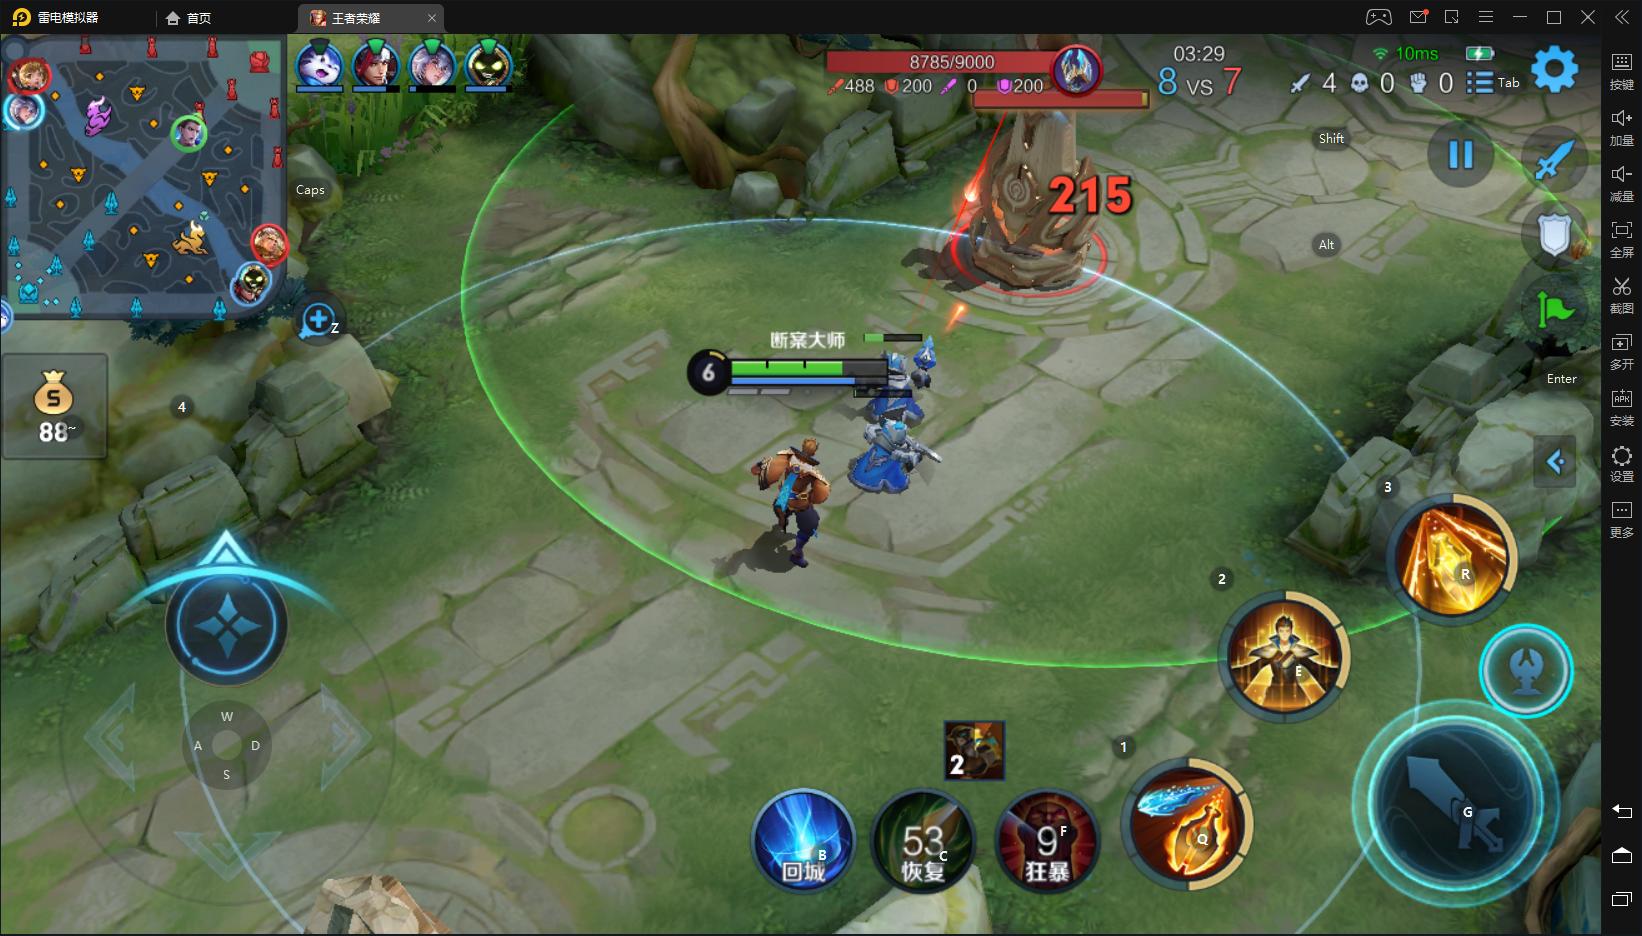 雷电模拟器
首页
王者荣耀
8785/9000
488 200 0 200
03:29
8 VS 7
10ms
4 0 0
Tab
Caps
Shift
Alt
Z
215
断案大师
6
88~
4
Enter
3
R
2
E
W
A D
S
2
1
回城 B
53 恢复 C
9 狂暴 F
Q
G
按键
加量
减量
全屏
截图
多开
APK
安装
设置
更多